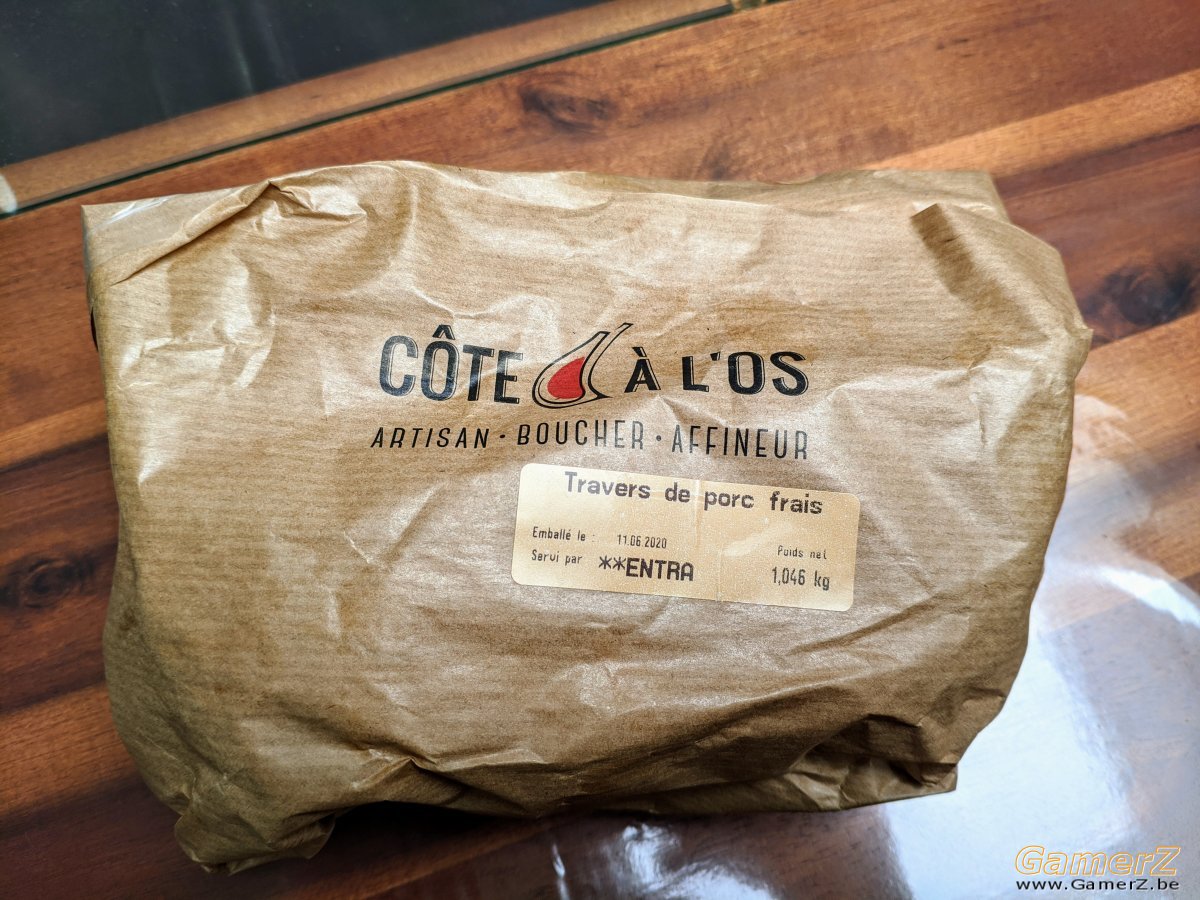 CÔTE À L'OS
ARTISAN · BOUCHER · AFFINEUR
Travers de porc frais
Emballé le : 11.06.2020
Poids net
Servi par **ENTRA
1,046 kg
GamerZ
www.GamerZ.be